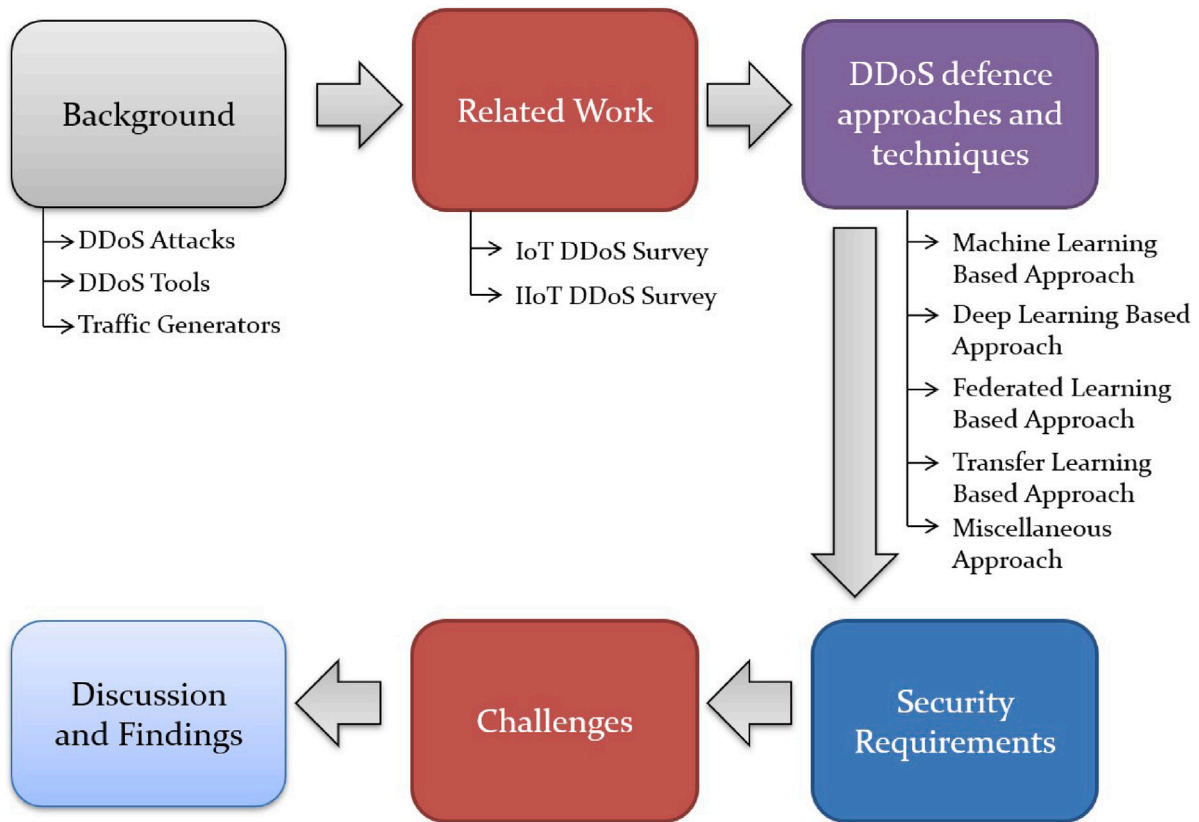 Background
DDoS Attacks
DDoS Tools
Traffic Generators
Related Work
IoT DDoS Survey
IIoT DDoS Survey
DDoS defence
approaches and
techniques
Machine Learning
Based Approach
Deep Learning Based
Approach
Federated Learning
Based Approach
Transfer Learning
Based Approach
Miscellaneous
Approach
Security
Requirements
Challenges
Discussion
and Findings